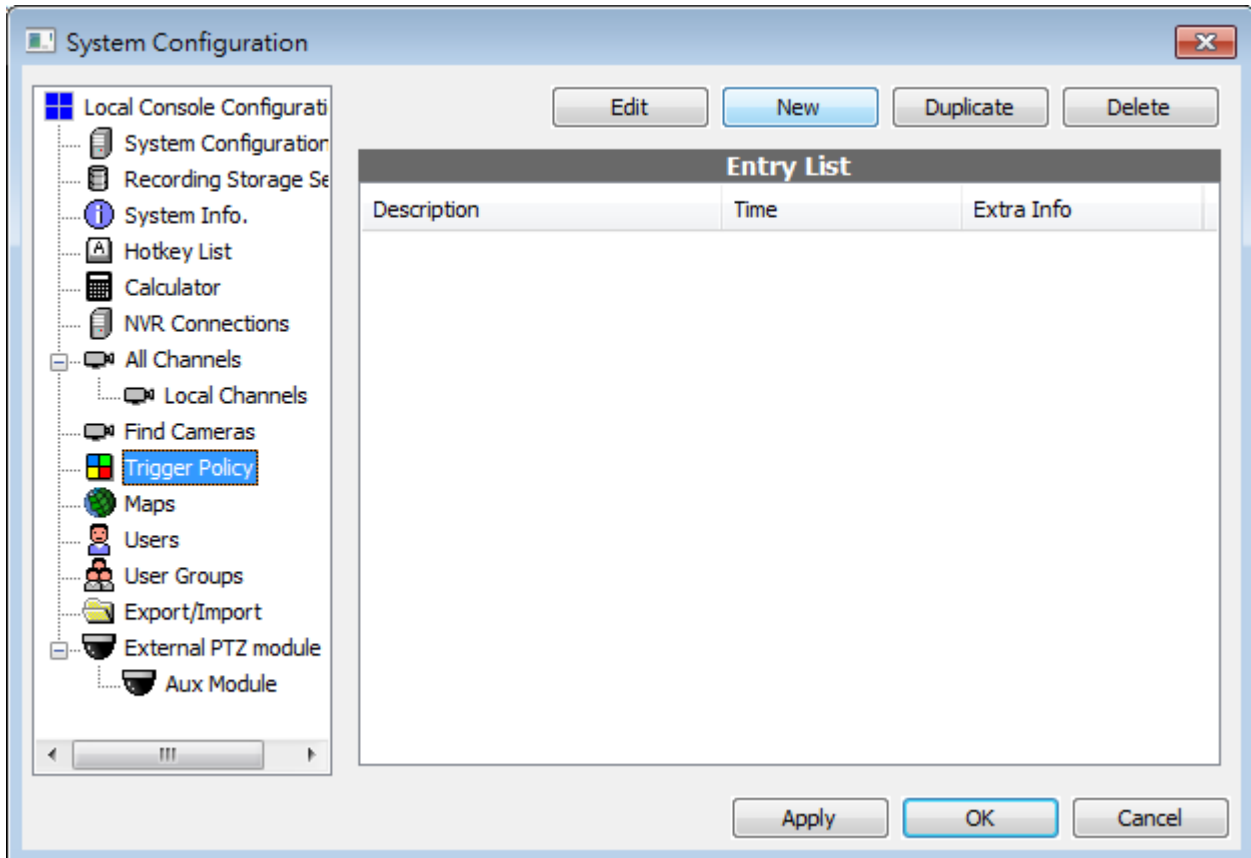 System Configuration
Local Console Configurati
System Configuration
Recording Storage Se
System Info.
Hotkey List
Calculator
NVR Connections
All Channels
Local Channels
Find Cameras
Trigger Policy
Maps
Users
User Groups
Export/Import
External PTZ module
Aux Module
Edit New Duplicate Delete
Entry List
Description Time Extra Info
Apply OK Cancel